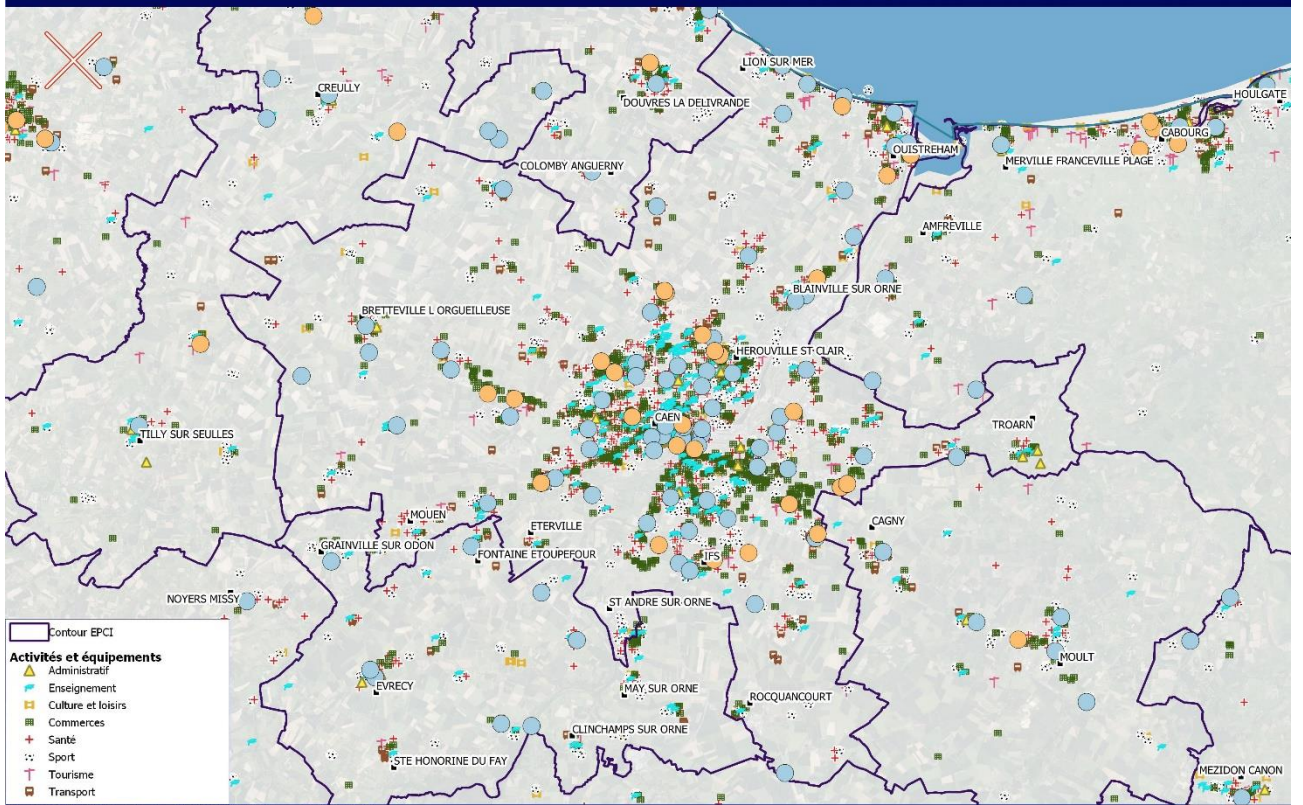 LION SUR MER
HOULGATE
CREULLY
DOUVRES LA DELIVRANDE
CABOURG
OUISTREHAM
MERVILLE FRANCEVILLE PLAGE
COLOMBY ANGUERNY
AMFREVILLE
BLAINVILLE SUR ORNE
BRETTEVILLE L ORGUEILLEUSE
HEROUVILLE ST CLAIR
CAEN
TROARN
TILLY SUR SEULLES
MOUEN
CAGNY
ETERVILLE
GRAINVILLE SUR ODON
FONTAINE ETOUPEFOUR
IFS
NOYERS MISSY
ST ANDRE SUR ORNE
MOULT
EVRECY
MAY SUR ORNE
ROCQUANCOURT
CLINCHAMPS SUR ORNE
STE HONORINE DU FAY
MEZIDON CANON
Contour EPCI
Activités et équipements
Administratif
Enseignement
Culture et loisirs
Commerces
Santé
Sport
Tourisme
Transport